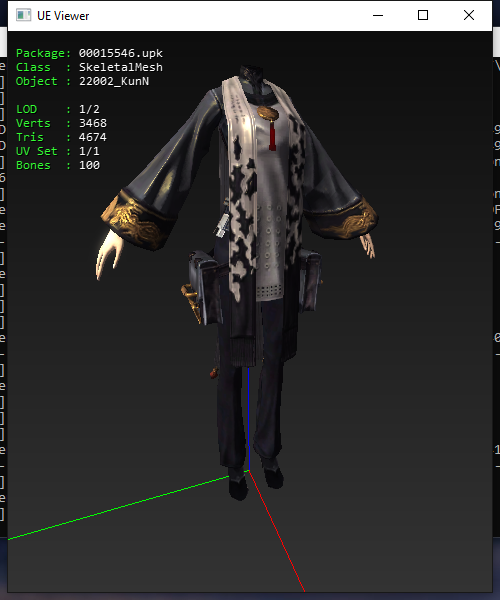 UE Viewer
Package: 00015546.upk
Class : SkeletalMesh
Object : 22002_KunN
LOD : 1/2
Verts : 3468
Tris : 4674
UV Set : 1/1
Bones : 100